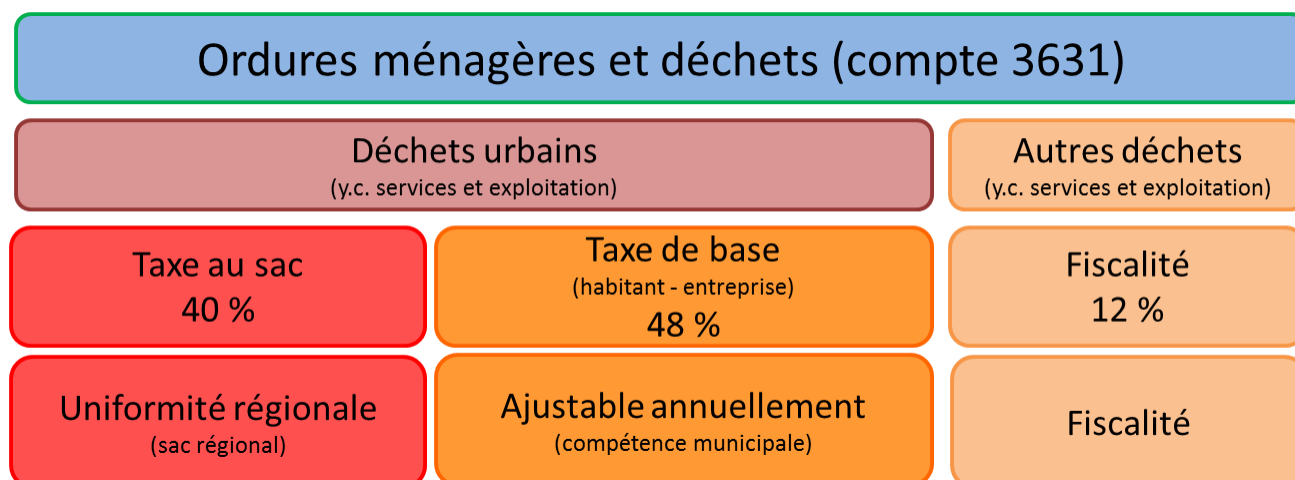 Ordures ménagères et déchets (compte 3631)
Déchets urbains
(y.c. services et exploitation)
Autres déchets
(y.c. services et exploitation)
Taxe au sac
40 %
Taxe de base
(habitant - entreprise)
48 %
Fiscalité
12 %
Uniformité régionale
(sac régional)
Ajustable annuellement
(compétence municipale)
Fiscalité